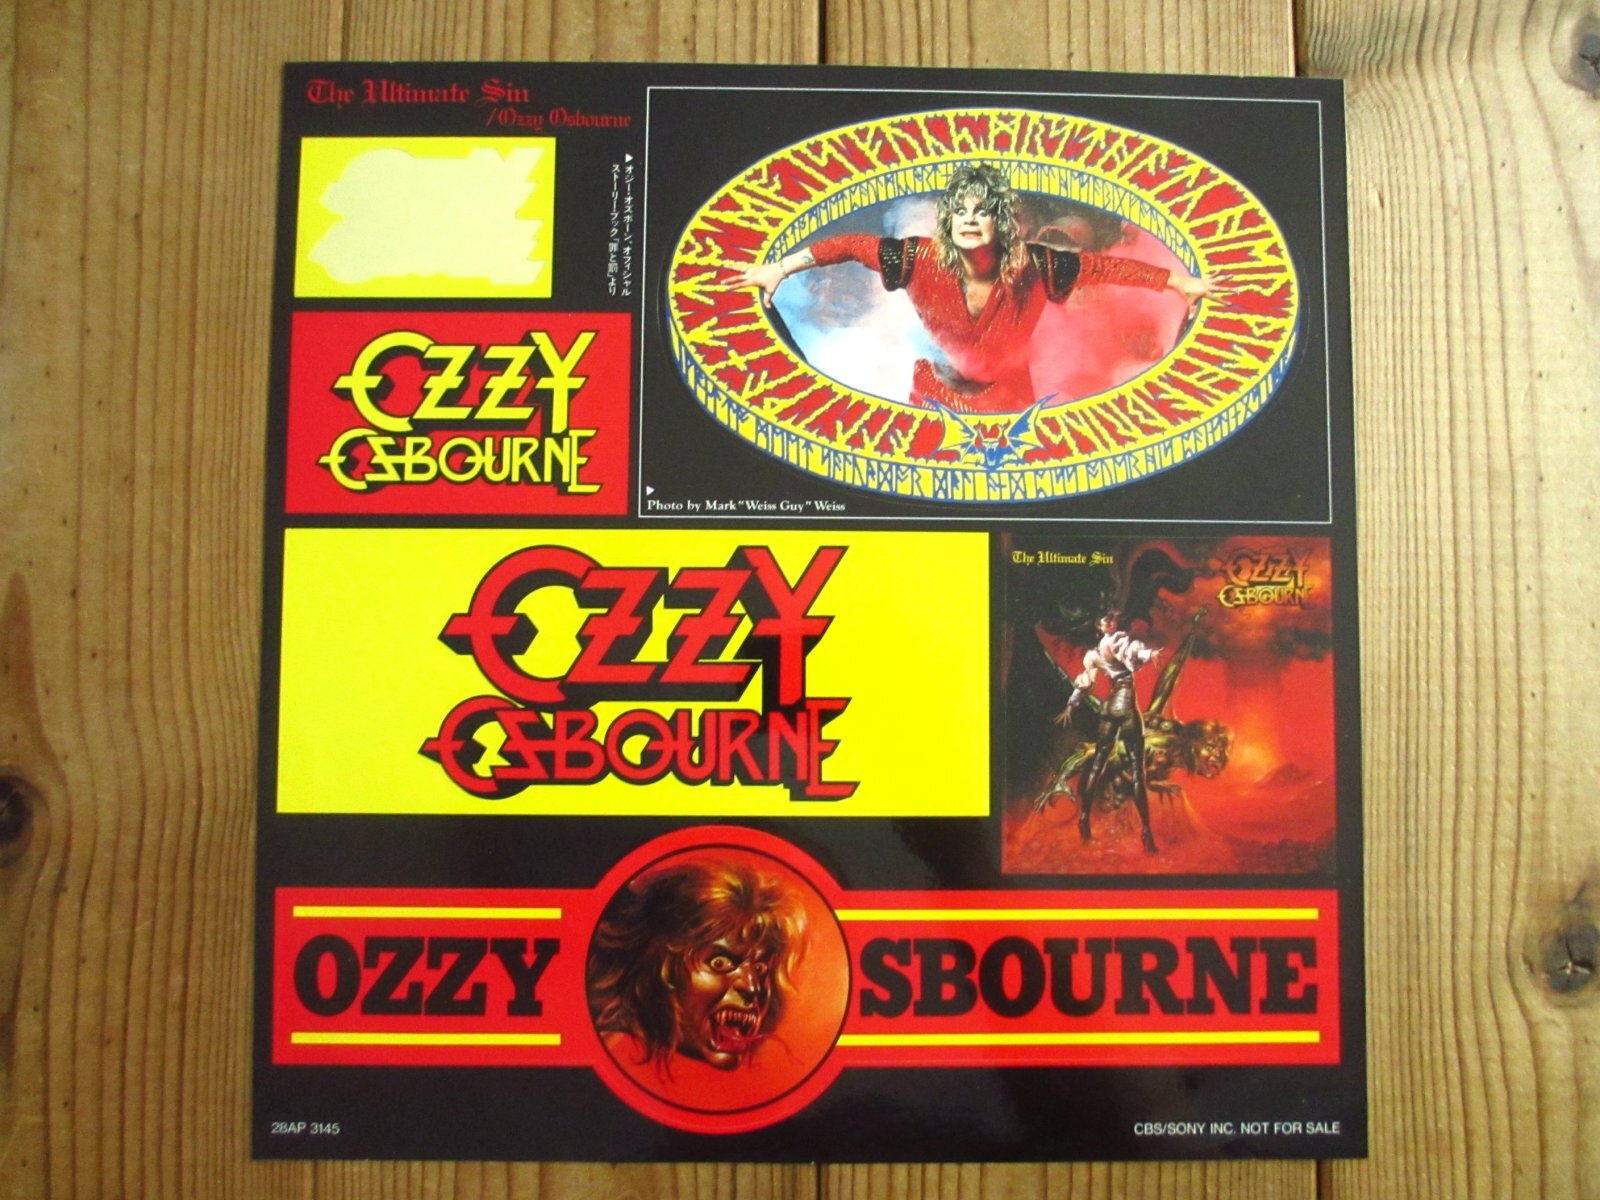 The Ultimate Sin
/Ozzy Osbourne
▶オジー・オズボーン、オフィシャル
ストーリーブック「罪と罰」より
OZZY
OSBOURNE
Photo by Mark "Weiss Guy" Weiss
OZZY
OSBOURNE
The Ultimate Sin
OZZY
OSBOURNE
OZZY
SBOURNE
28AP 3145
CBS/SONY INC. NOT FOR SALE